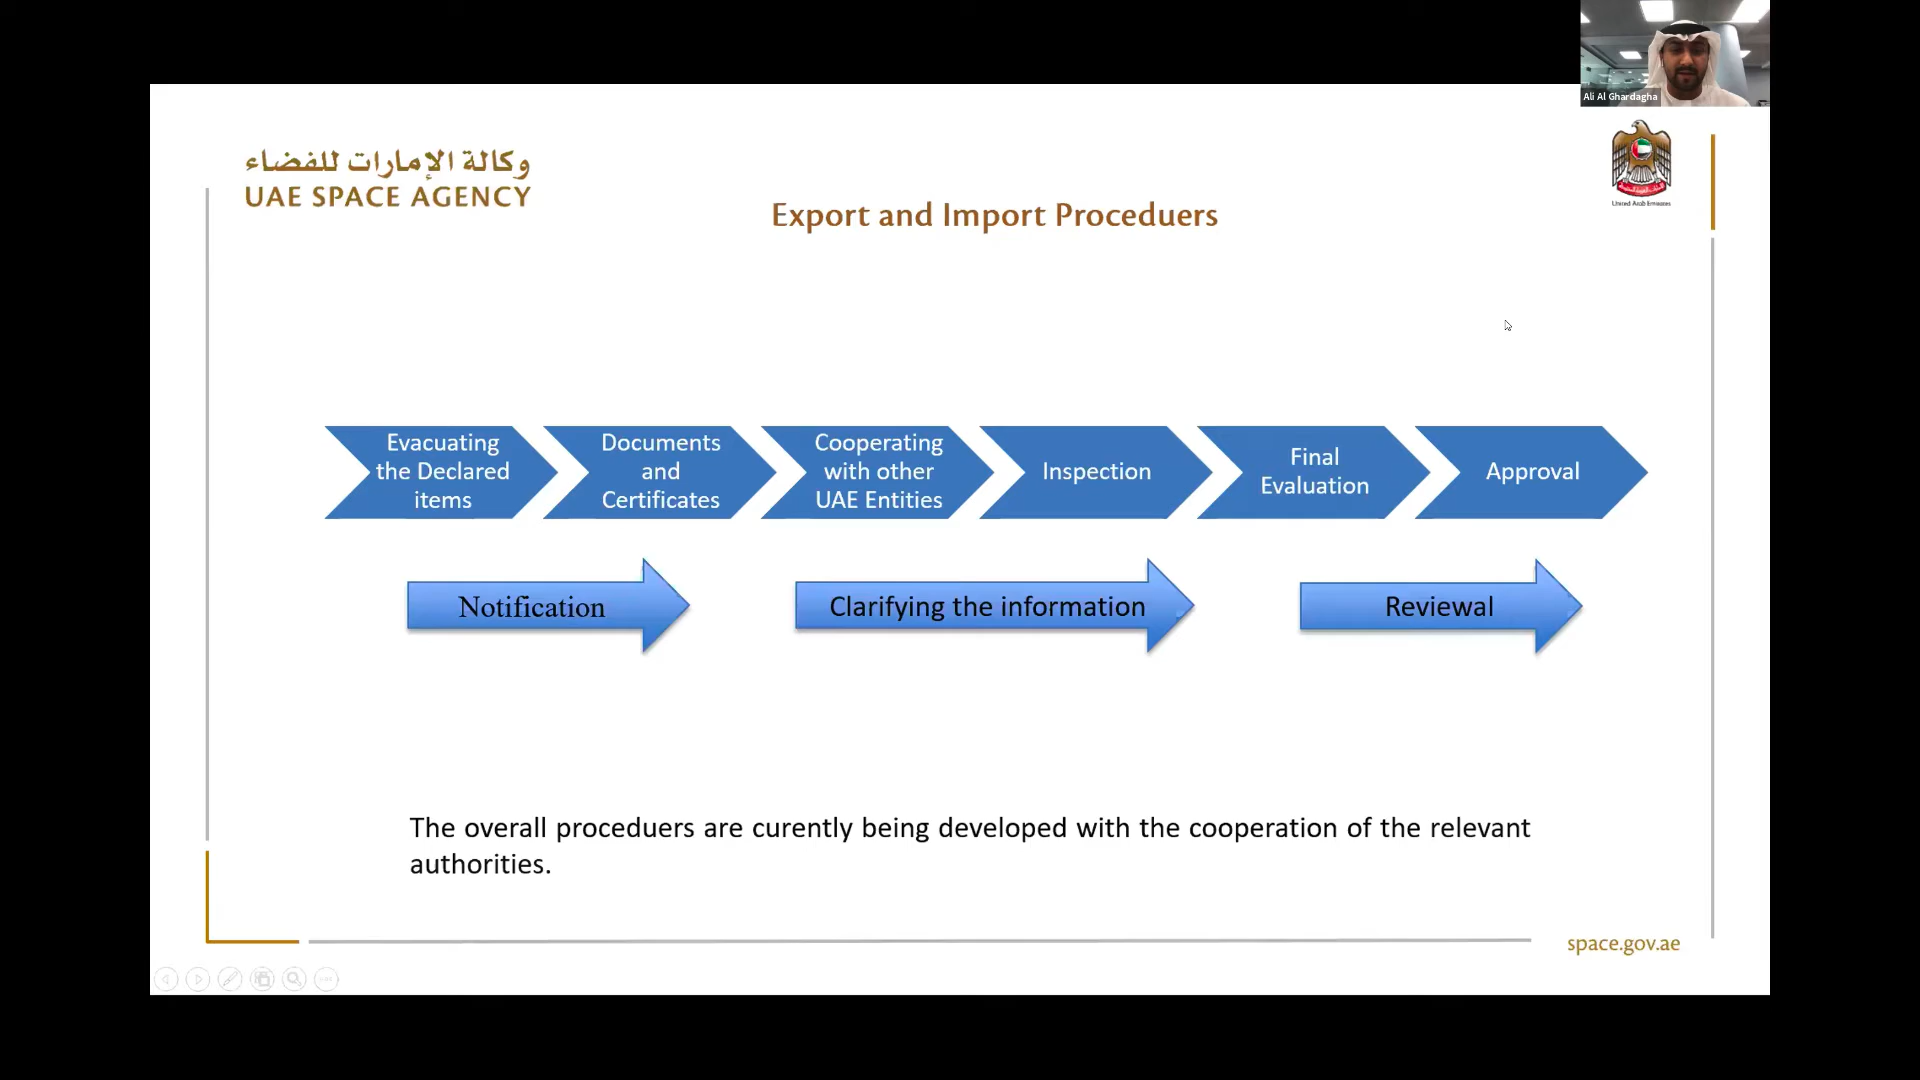 Ali Al Ghardagha
وكالة الإمارات للفضاء
UAE SPACE AGENCY
United Arab Emirates
Export and Import Proceduers
Evacuating
the Declared
items
Documents
and
Certificates
Cooperating
with other
UAE Entities
Inspection
Final
Evaluation
Approval
Notification
Clarifying the information
Reviewal
The overall proceduers are curently being developed with the cooperation of the relevant
authorities.
space.gov.ae